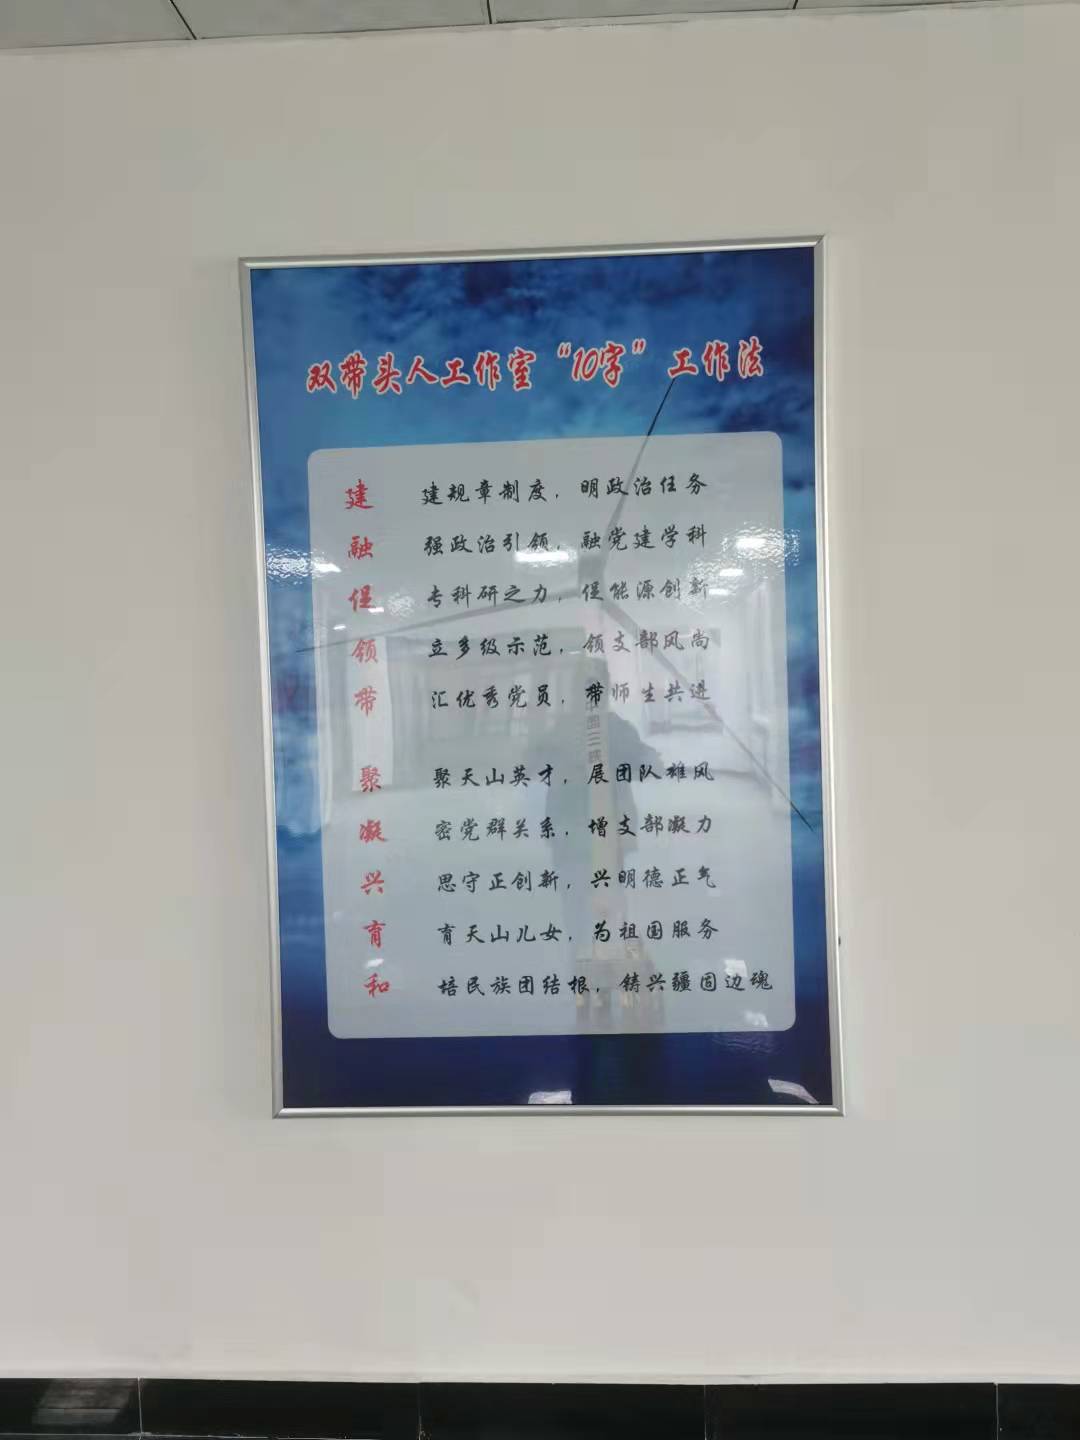 双带头人工作室“10字”工作法
建 建规章制度，明政治任务
融 强政治引领，融党建学科
促 专科研之力，促能源创新
领 立多级示范，领支部风尚
带 汇优秀党员，带师生共进
聚 聚天山英才，展团队雄风
凝 密党群关系，增支部凝力
兴 思守正创新，兴明德正气
育 育天山儿女，为祖国服务
和 培民族团结根，铸兴疆固边魂